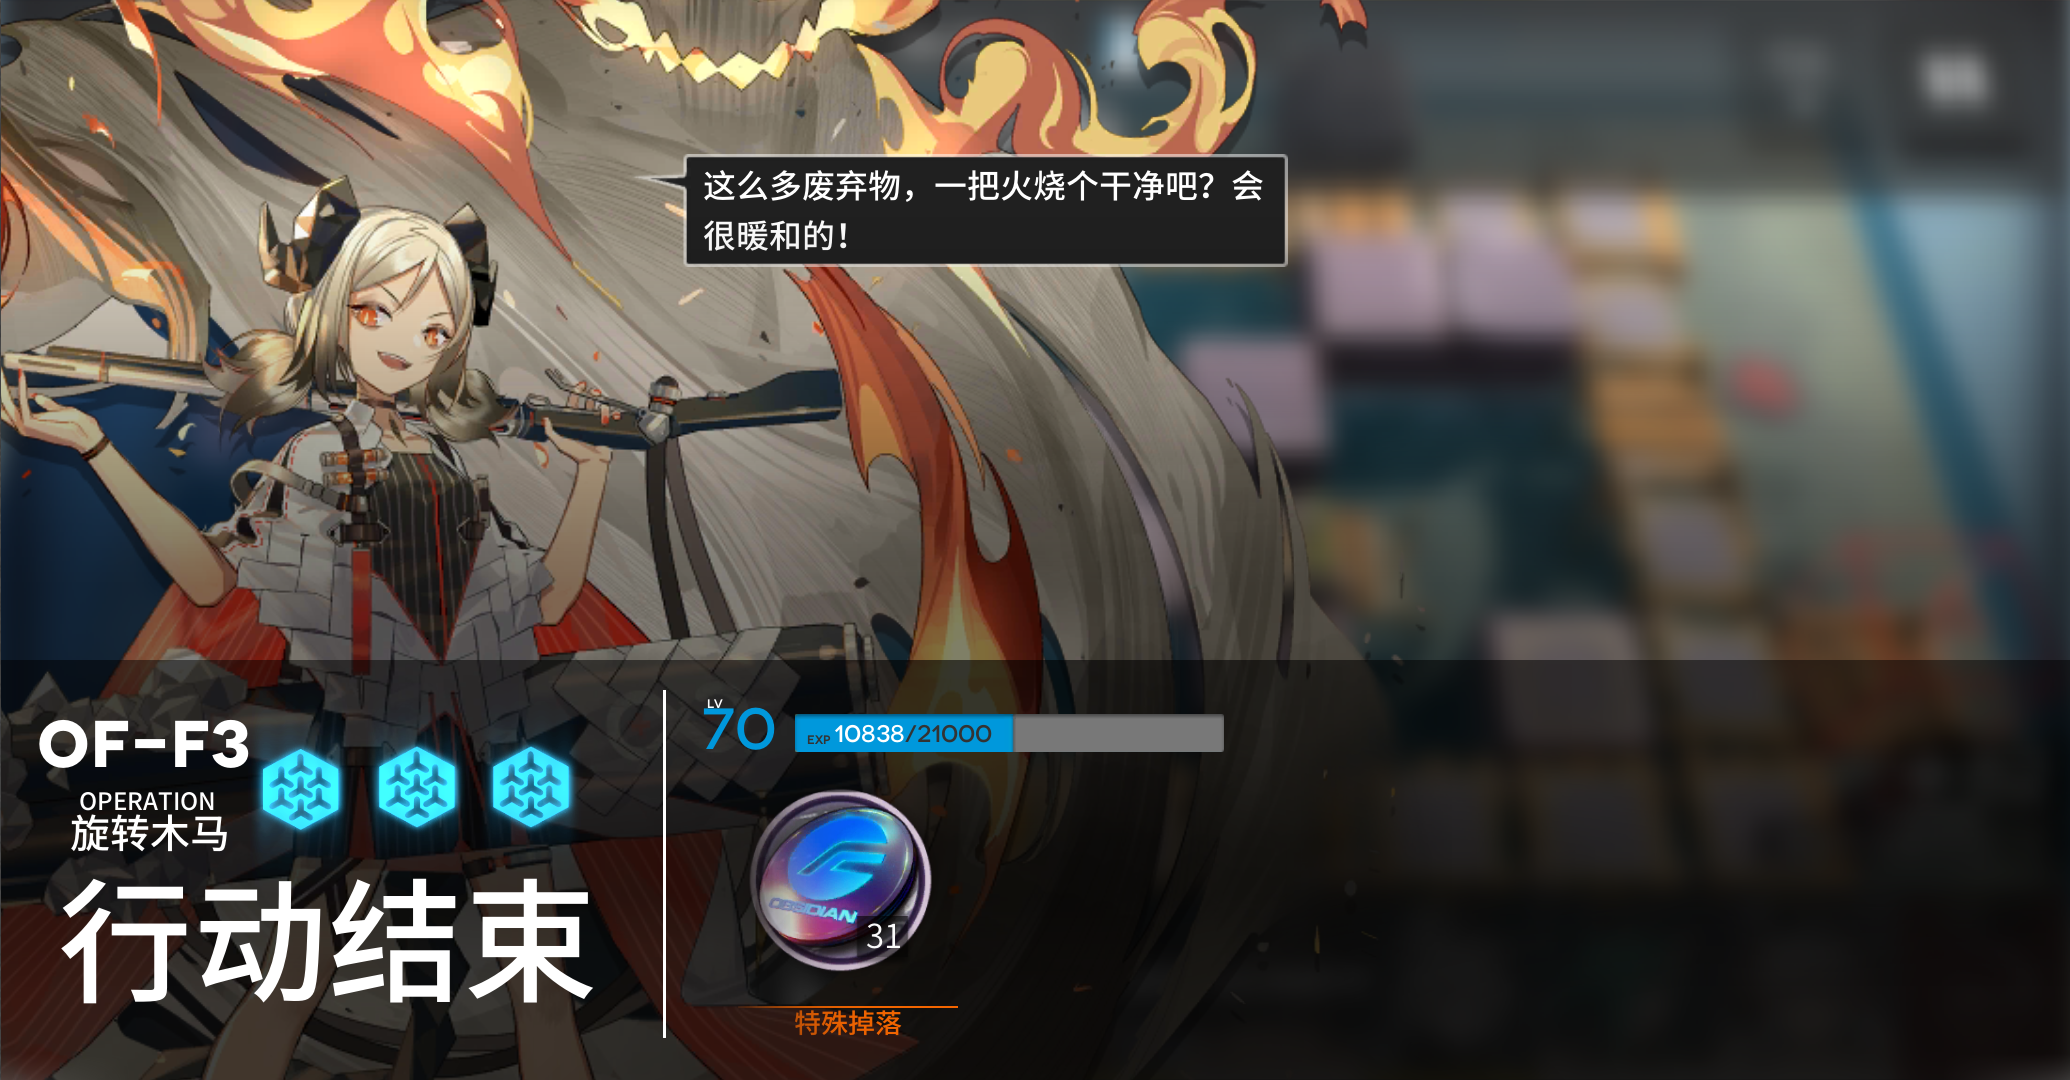 这么多废弃物，一把火烧个干净吧？会
很暖和的！
OF-F3
OPERATION
旋转木马
行动结束
LV
70
EXP 10838/21000
OBSIDIAN
31
特殊掉落